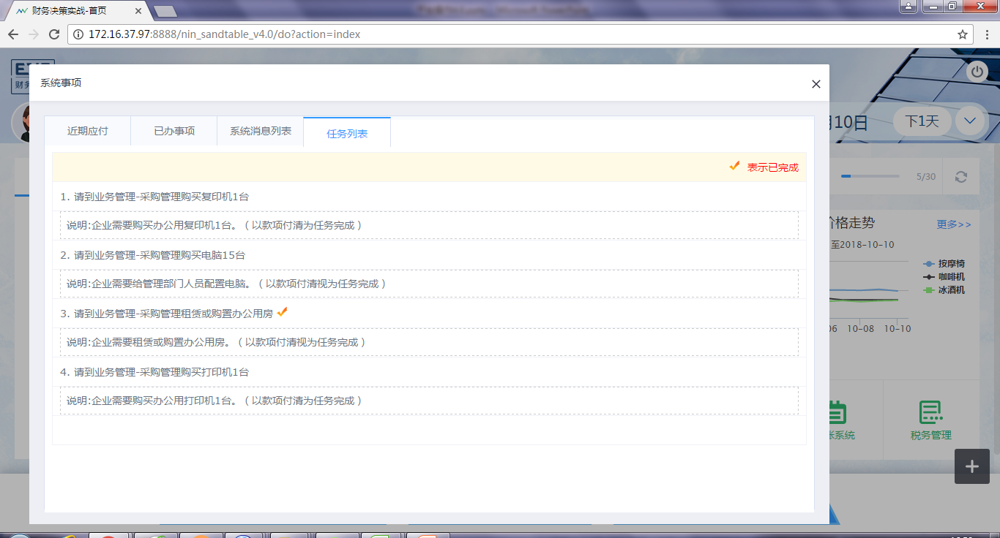 财务决策实战-首页
172.16.37.97:8888/nin_sandtable_v4.0/do?action=index
系统事项
月10日
下1天
近期应付
已办事项
系统消息列表
任务列表
表示已完成
5/30
1. 请到业务管理-采购管理购买复印机1台
说明:企业需要购买办公用复印机1台。（以款项付清为任务完成）
价格走势
更多>>
至2018-10-10
2. 请到业务管理-采购管理购买电脑15台
说明:企业需要给管理部门人员配置电脑。（以款项付清视为任务完成）
按摩椅
咖啡机
冰酒机
3. 请到业务管理-采购管理租赁或购置办公用房
说明:企业需要租赁或购置办公用房。（以款项付清视为任务完成）
06
10-08
10-10
4. 请到业务管理-采购管理购买打印机1台
说明:企业需要购买办公用打印机1台。（以款项付清为任务完成）
账系统
税务管理